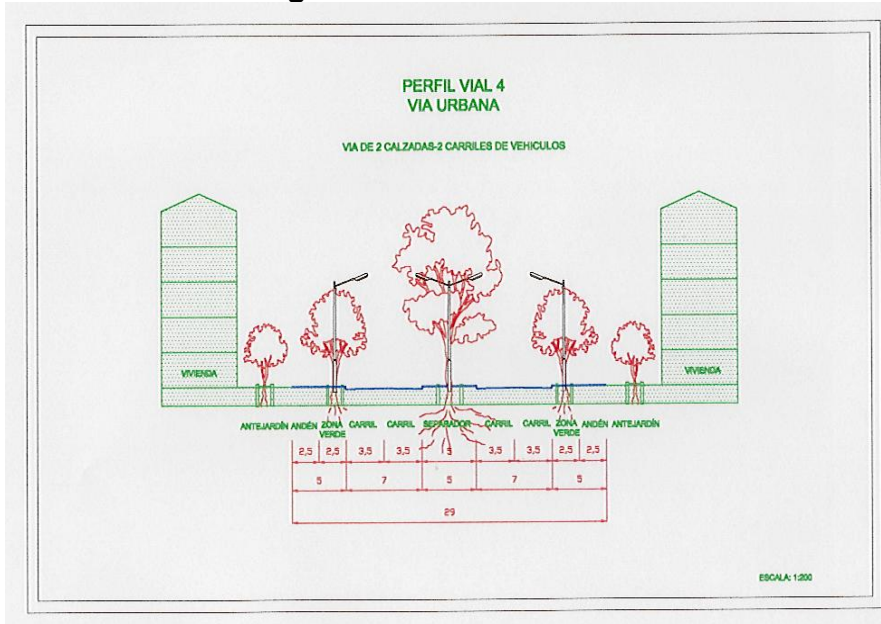 PERFIL VIAL 4
VIA URBANA
VIA DE 2 CALZADAS-2 CARRILES DE VEHICULOS
VIVIENDA
VIVIENDA
ANTEJARDÍN ANDÉN ZONA VERDE CARRIL CARRIL SEPARADOR CARRIL CARRIL ZONA VERDE ANDÉN ANTEJARDÍN
2,5 2,5 3,5 3,5 5 3,5 3,5 2,5 2,5
5 7 5 7 5
29
ESCALA: 1:200